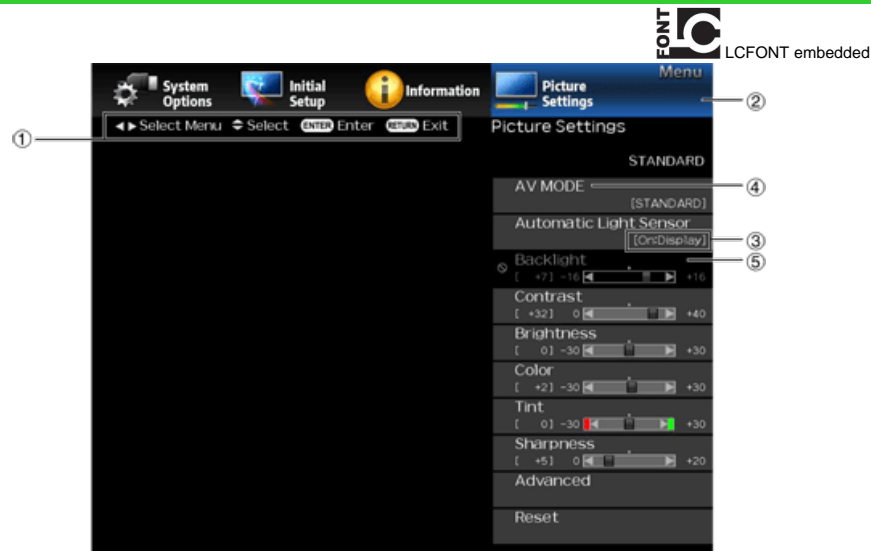 FONT LC LCFONT embedded
Menu
System Options
Initial Setup
Information
Picture Settings
②
①
◄► Select Menu ⬍ Select ENTER Enter RETURN Exit
Picture Settings
STANDARD
AV MODE
④
[STANDARD]
Automatic Light Sensor
[On:Display]
③
Backlight
⑤
[ +7] -16 +16
Contrast
[ +32] 0 +40
Brightness
[ 0] -30 +30
Color
[ +2] -30 +30
Tint
[ 0] -30 +30
Sharpness
[ +5] 0 +20
Advanced
Reset